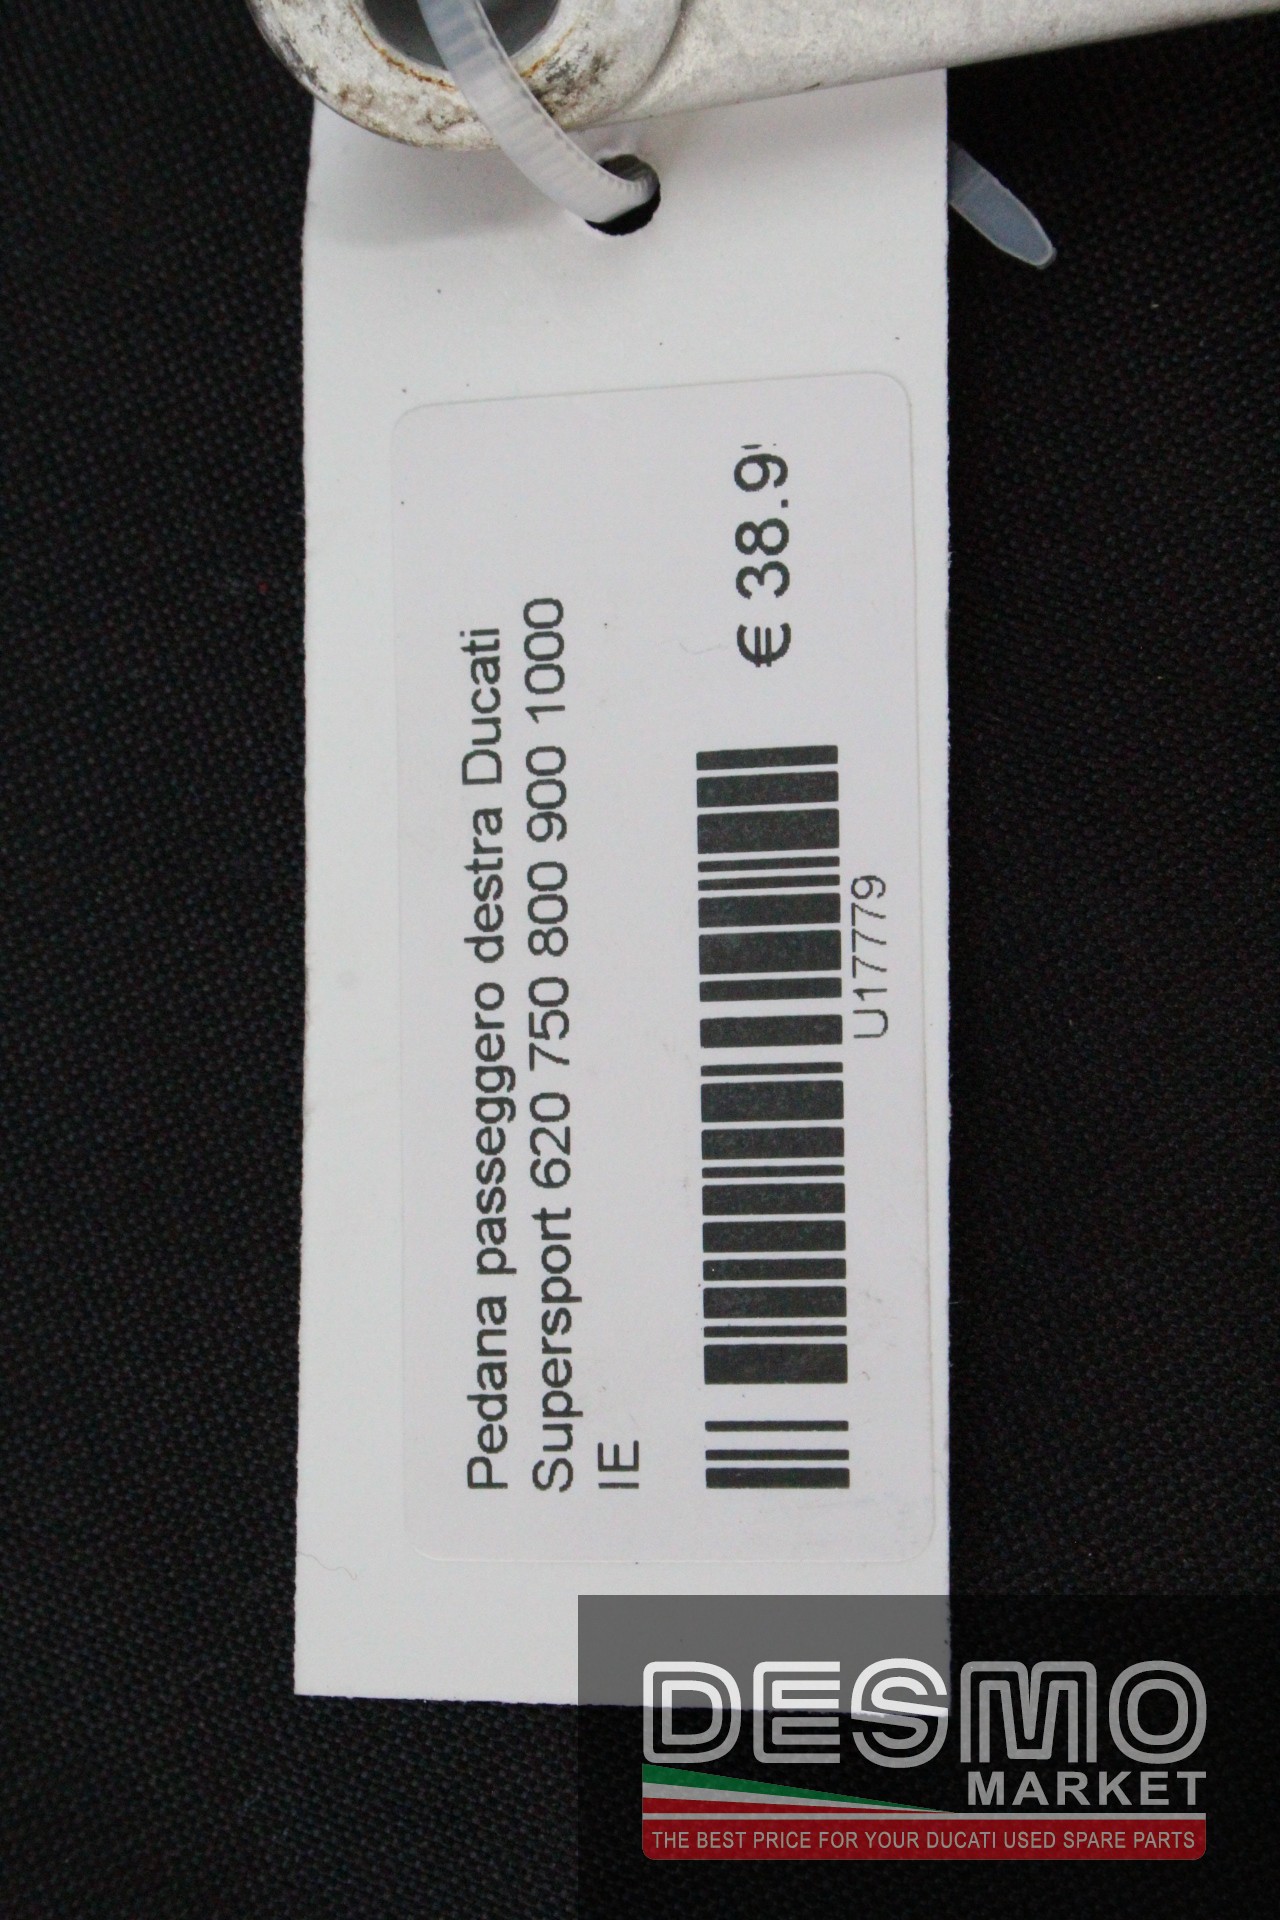 Pedana passeggero destra Ducati
Supersport 620 750 800 900 1000
IE
€ 38.9
U17779
DESMO
MARKET
THE BEST PRICE FOR YOUR DUCATI USED SPARE PARTS